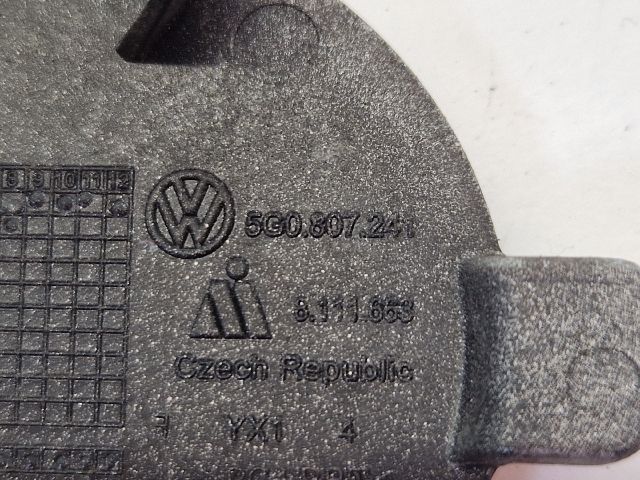 8 9 10 11 12
5G0.807.241
8.111.653
Czech Republic
YX1 4